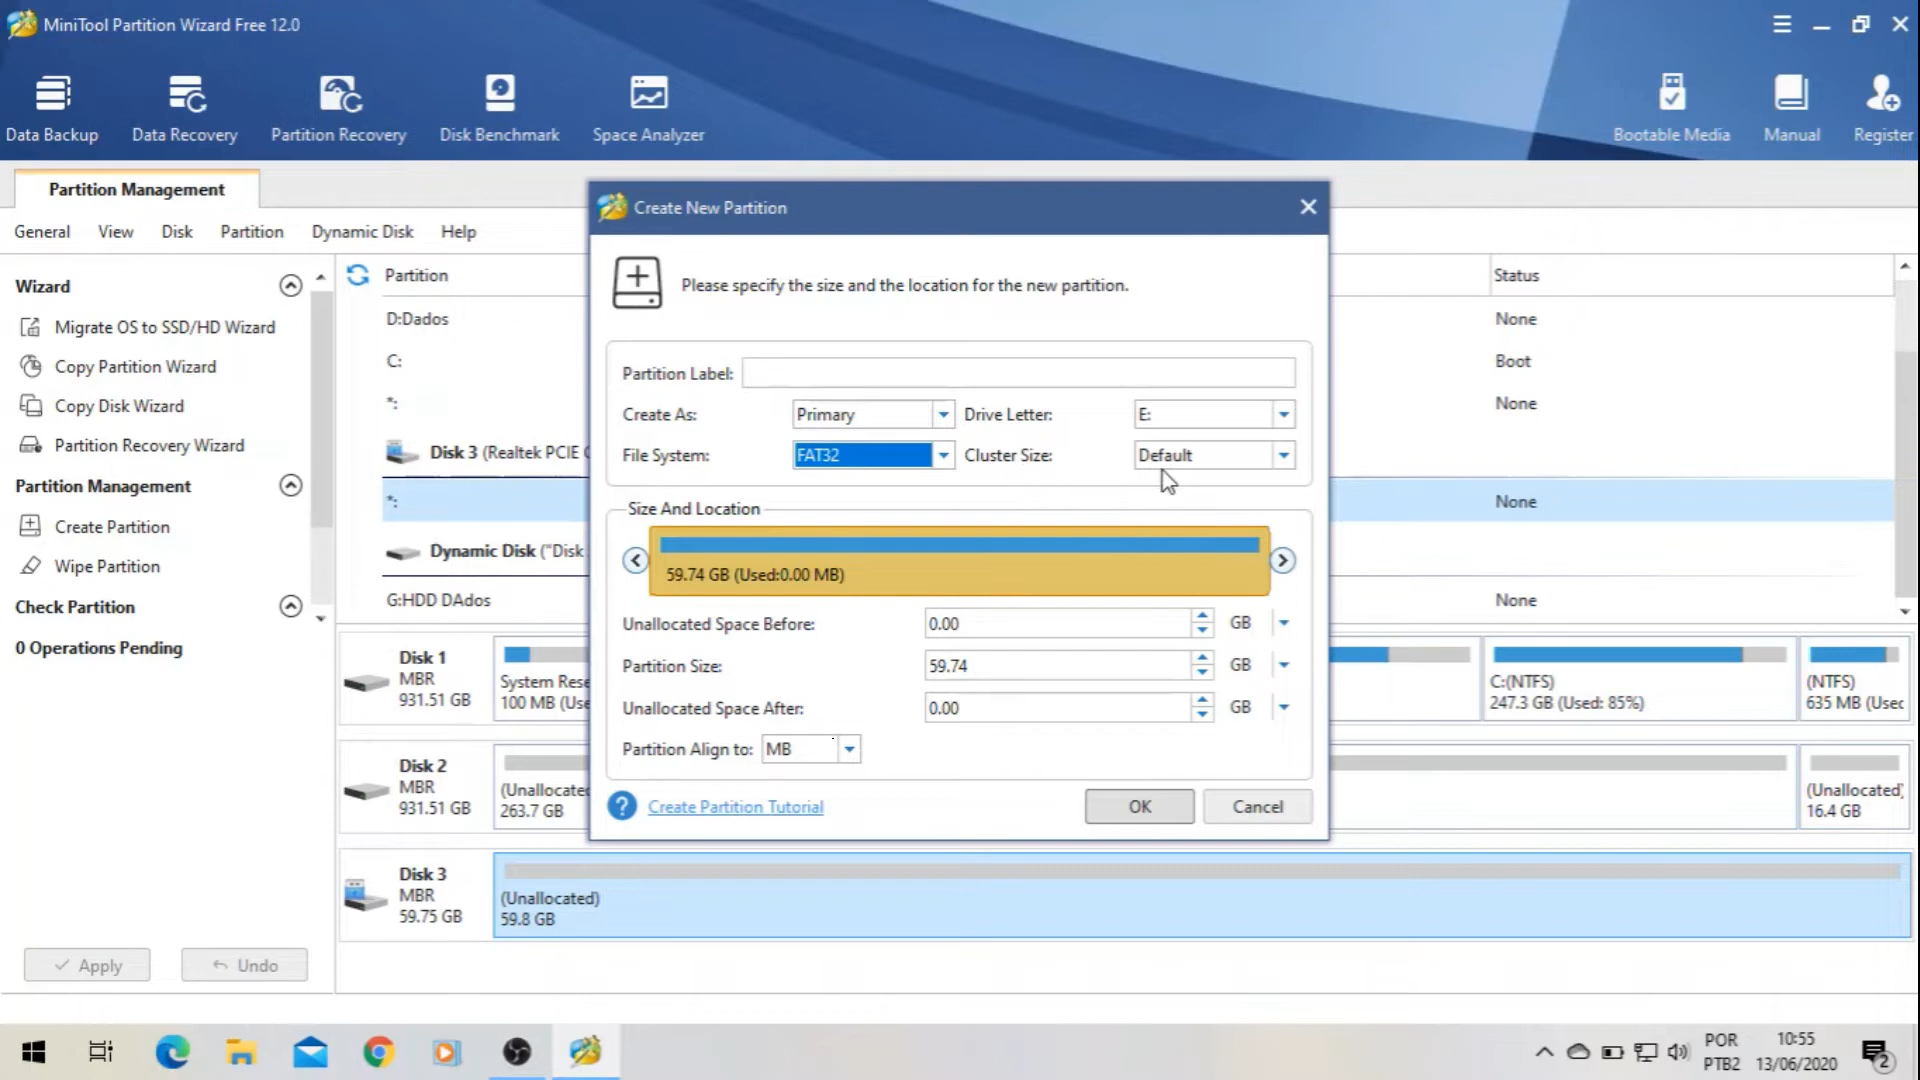 MiniTool Partition Wizard Free 12.0
Data Backup
Data Recovery
Partition Recovery
Disk Benchmark
Space Analyzer
Bootable Media
Manual
Register
Partition Management
General View Disk Partition Dynamic Disk Help
Wizard
Migrate OS to SSD/HD Wizard
Copy Partition Wizard
Copy Disk Wizard
Partition Recovery Wizard
Partition Management
Create Partition
Wipe Partition
Check Partition
0 Operations Pending
Apply
Undo
Partition
Status
D:Dados
None
C:
Boot
*:
None
Disk 3 (Realtek PCIE
*:
None
Dynamic Disk ("Disk
G:HDD DAdos
None
Create New Partition
Please specify the size and the location for the new partition.
Partition Label:
Create As: Primary Drive Letter: E:
File System: FAT32 Cluster Size: Default
Size And Location
59.74 GB (Used:0.00 MB)
Unallocated Space Before: 0.00 GB
Partition Size: 59.74 GB
Unallocated Space After: 0.00 GB
Partition Align to: MB
? Create Partition Tutorial
OK
Cancel
Disk 1
MBR
931.51 GB
System Rese
100 MB (Use
C:(NTFS)
247.3 GB (Used: 85%)
(NTFS)
635 MB (Usec
Disk 2
MBR
931.51 GB
(Unallocate
263.7 GB
(Unallocated)
16.4 GB
Disk 3
MBR
59.75 GB
(Unallocated)
59.8 GB
POR
PTB2
10:55
13/06/2020
2